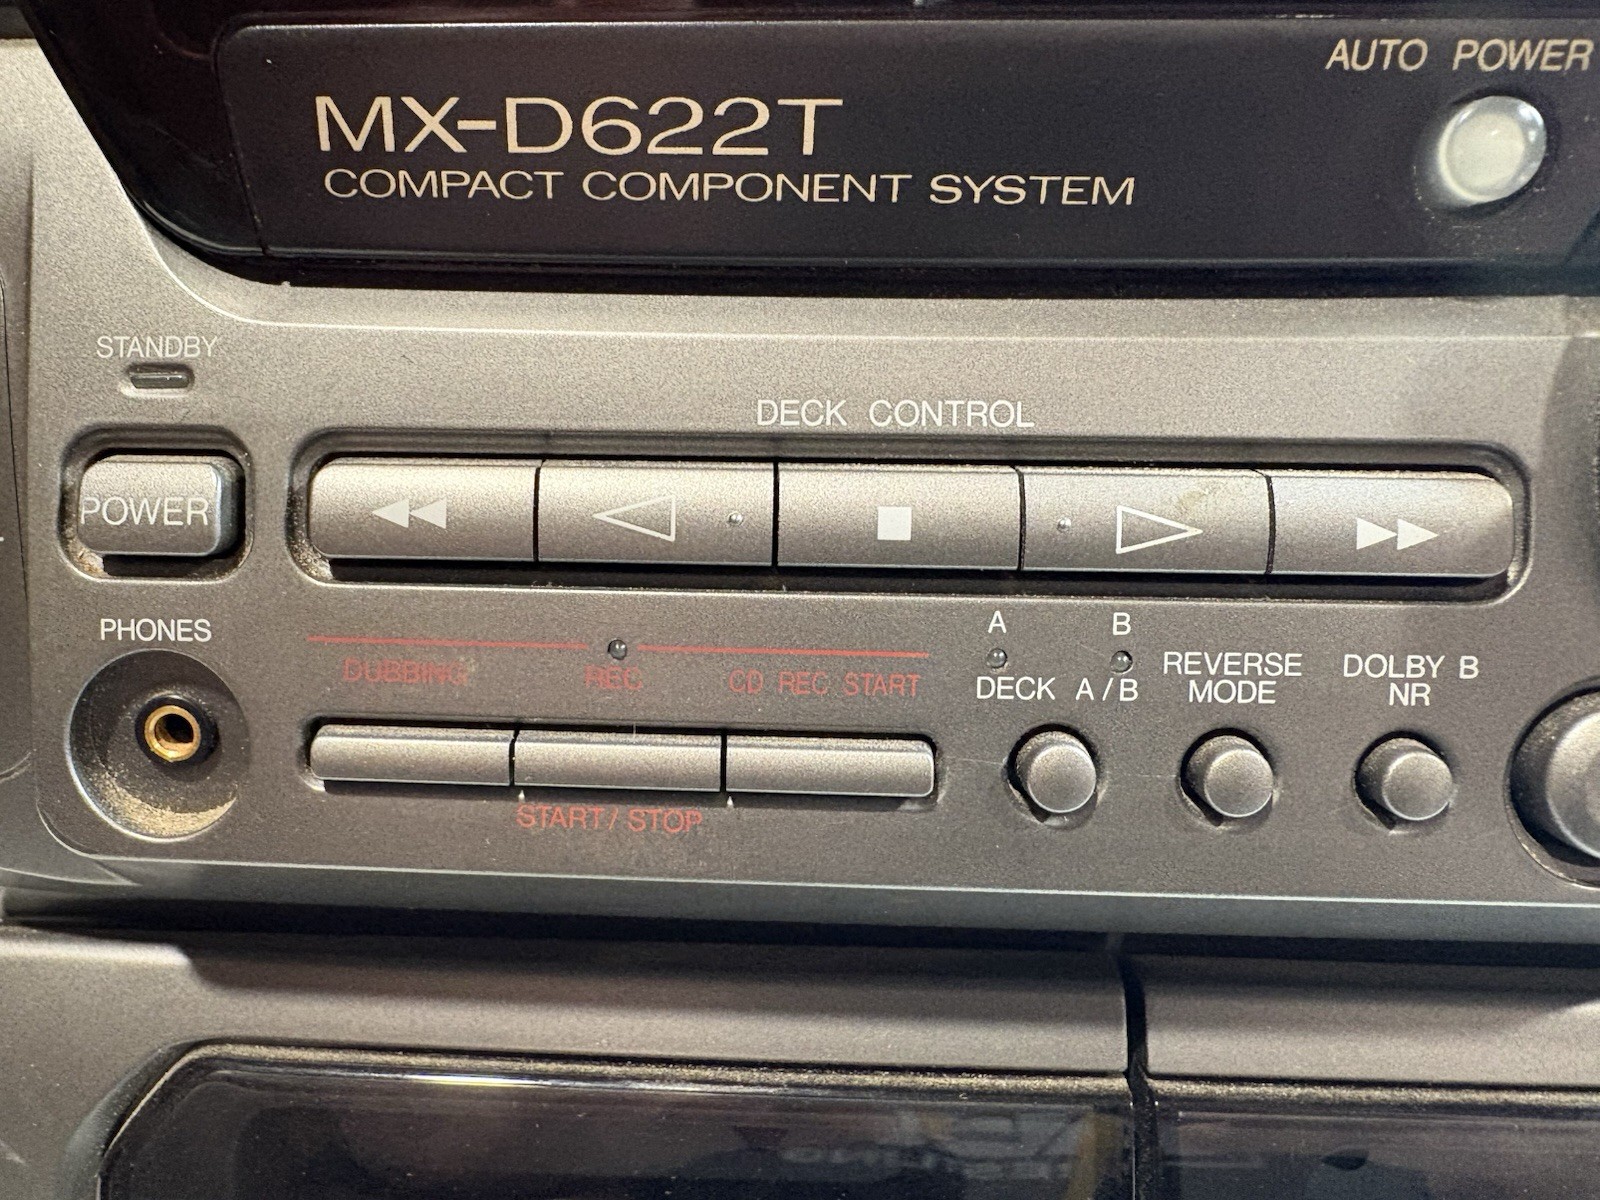 AUTO POWER
MX-D622T
COMPACT COMPONENT SYSTEM
STANDBY
DECK CONTROL
POWER
PHONES
A B
DUBBING REC CD REC START
DECK A/B
REVERSE
MODE
DOLBY B
NR
START/STOP